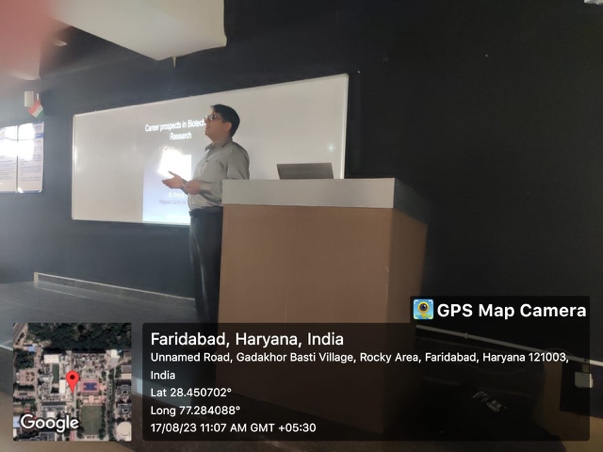 Career prospects in Biotech
Research
GPS Map Camera
Faridabad, Haryana, India
Unnamed Road, Gadakhor Basti Village, Rocky Area, Faridabad, Haryana 121003,
India
Lat 28.450702°
Long 77.284088°
17/08/23 11:07 AM GMT +05:30
Google